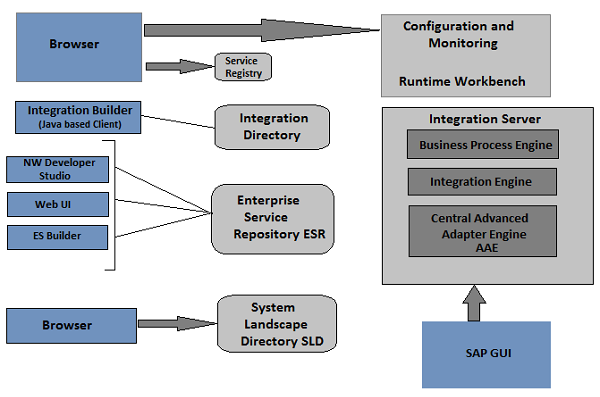 Browser
Configuration and
Monitoring
Runtime Workbench
Service
Registry
Integration Builder
(Java based Client)
Integration
Directory
Integration Server
Business Process Engine
Integration Engine
Central Advanced
Adapter Engine
AAE
NW Developer
Studio
Web UI
ES Builder
Enterprise
Service
Repository ESR
Browser
System
Landscape
Directory SLD
SAP GUI